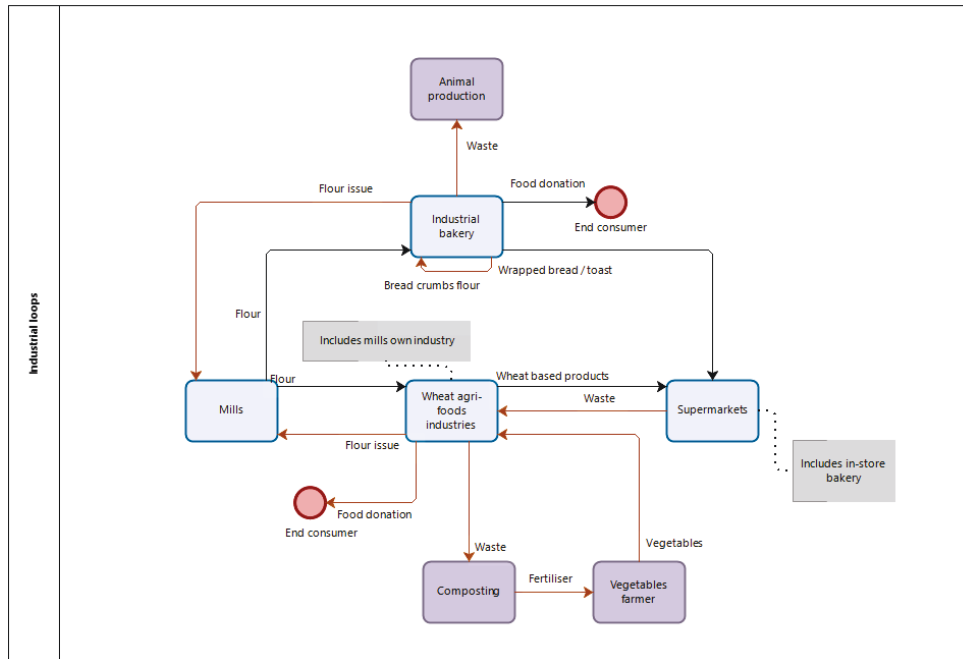 Industrial loops
Animal
production
Waste
Flour issue
Food donation
Industrial
bakery
End consumer
Wrapped bread / toast
Bread crumbs flour
Flour
Includes mills own industry
Flour
Wheat based products
Mills
Wheat agri-
foods
industries
Waste
Supermarkets
Flour issue
Includes in-store
bakery
Food donation
End consumer
Waste
Vegetables
Composting
Fertiliser
Vegetables
farmer